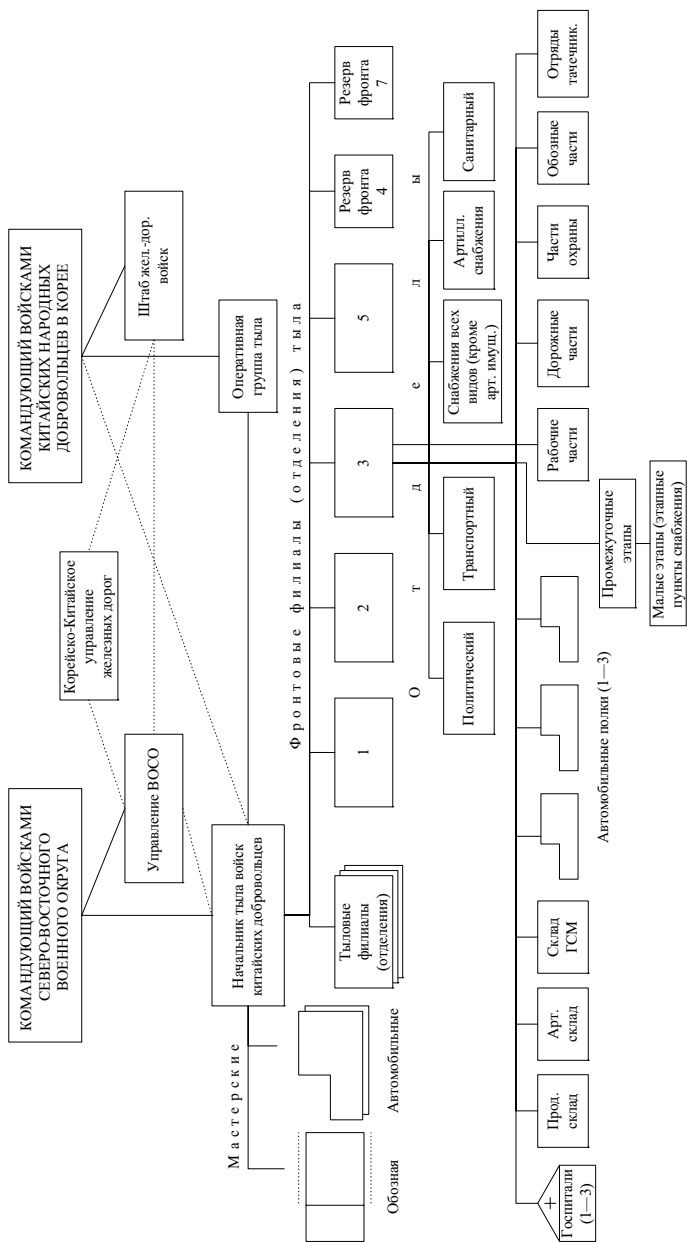 КОМАНДУЮЩИЙ ВОЙСКАМИ
СЕВЕРО-ВОСТОЧНОГО
ВОЕННОГО ОКРУГА
КОМАНДУЮЩИЙ ВОЙСКАМИ
КИТАЙСКИХ НАРОДНЫХ
ДОБРОВОЛЬЦЕВ В КОРЕЕ
Корейско-Китайское
управление
железных дорог
Управление ВОСО
Штаб жел.-дор.
войск
Начальник тыла войск
китайских добровольцев
Оперативная
группа тыла
Мастерские
Обозная
Автомобильные
Фронтовые филиалы (отделения) тыла
Тыловые
филиалы
(отделения)
1
2
3
5
Резерв
фронта
4
Резерв
фронта
7
Отделы
Политический
Транспортный
Снабжения всех
видов (кроме
арт. имущ.)
Артилл.
снабжения
Санитарный
+
Госпитали
(1—3)
Прод.
склад
Арт.
склад
Склад
ГСМ
Автомобильные полки (1—3)
Рабочие
части
Дорожные
части
Части
охраны
Обозные
части
Отряды
тачечник.
Промежуточные
этапы
Малые этапы (этапные
пункты снабжения)